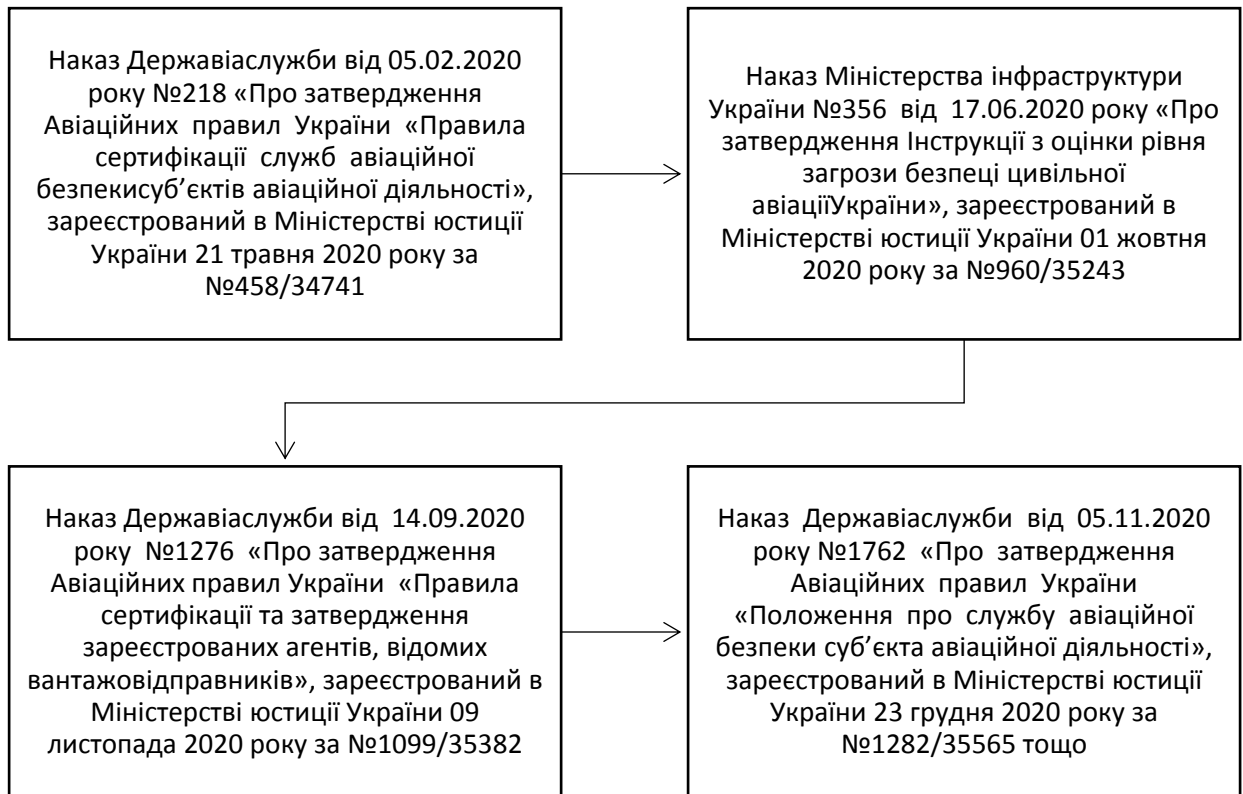 Наказ Державіаслужби від 05.02.2020
року №218 «Про затвердження
Авіаційних правил України «Правила
сертифікації служб авіаційної
безпекисуб’єктів авіаційної діяльності»,
зареєстрований в Міністерстві юстиції
України 21 травня 2020 року за
№458/34741
Наказ Міністерства інфраструктури
України №356 від 17.06.2020 року «Про
затвердження Інструкції з оцінки рівня
загрози безпеці цивільної
авіаціїУкраїни», зареєстрований в
Міністерстві юстиції України 01 жовтня
2020 року за №960/35243
Наказ Державіаслужби від 14.09.2020
року №1276 «Про затвердження
Авіаційних правил України «Правила
сертифікації та затвердження
зареєстрованих агентів, відомих
вантажовідправників», зареєстрований в
Міністерстві юстиції України 09
листопада 2020 року за №1099/35382
Наказ Державіаслужби від 05.11.2020
року №1762 «Про затвердження
Авіаційних правил України
«Положення про службу авіаційної
безпеки суб’єкта авіаційної діяльності»,
зареєстрований в Міністерстві юстиції
України 23 грудня 2020 року за
№1282/35565 тощо